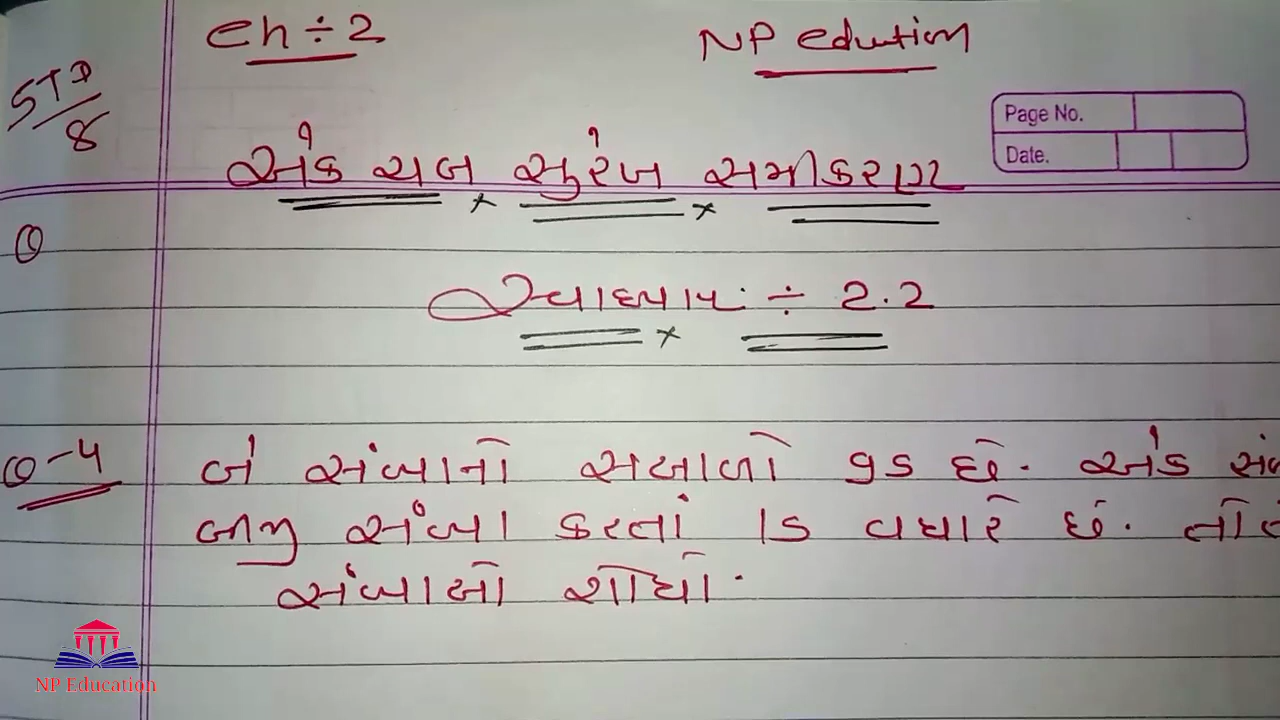 ch ÷ 2
NP edution
STD
8
Page No.
Date.
એક ચલ સુરેખ સમીકરણ
Q
સ્વાધ્યાય ÷ 2.2
Q-4 બે સંખ્યાનો સરવાળો 95 છે. એક
બીજી સંખ્યા કરતાં 15 વધારે છે. તો
સંખ્યાઓ શોધો.
NP Education